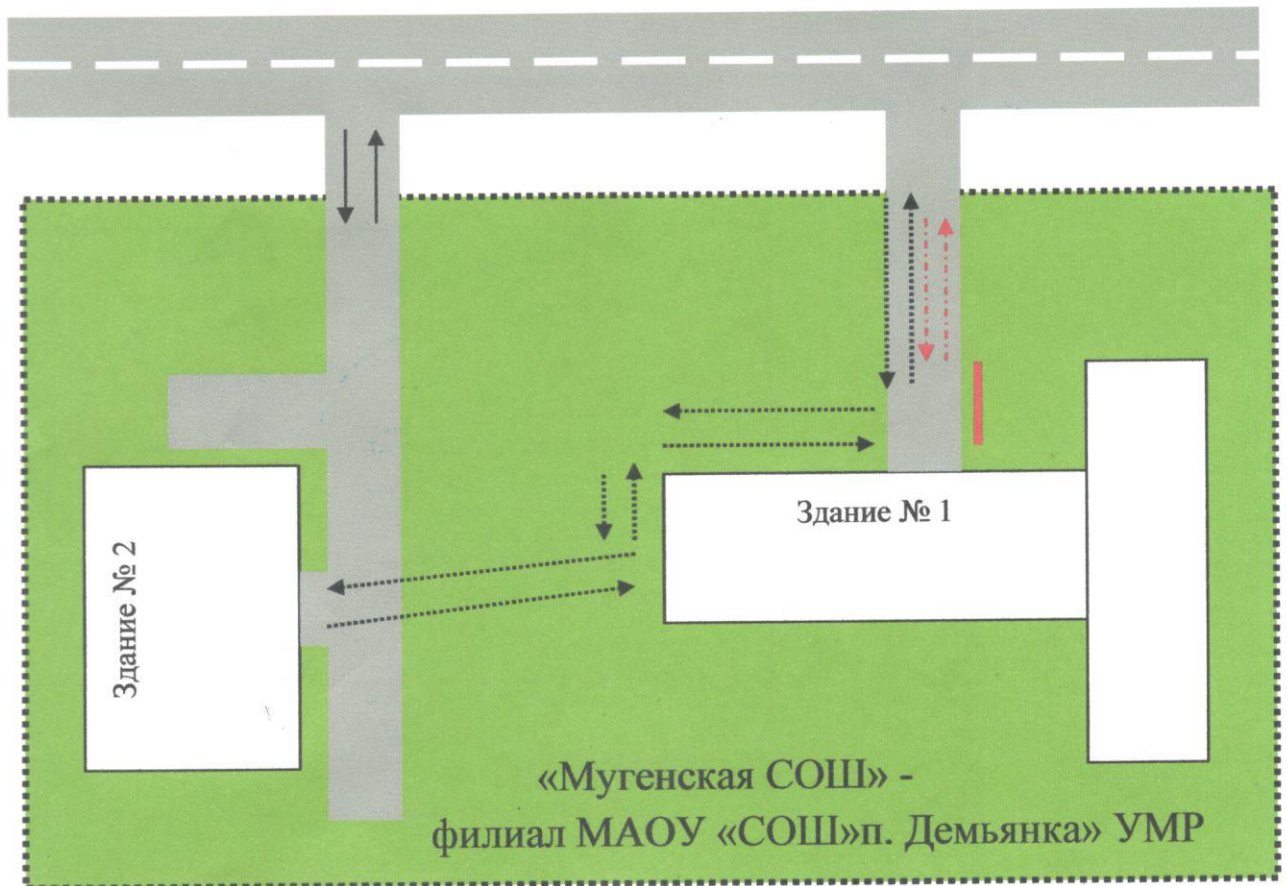 Здание № 1
Здание № 2
«Мугенская СОШ» -
филиал МАОУ «СОШ»п. Демьянка» УМР